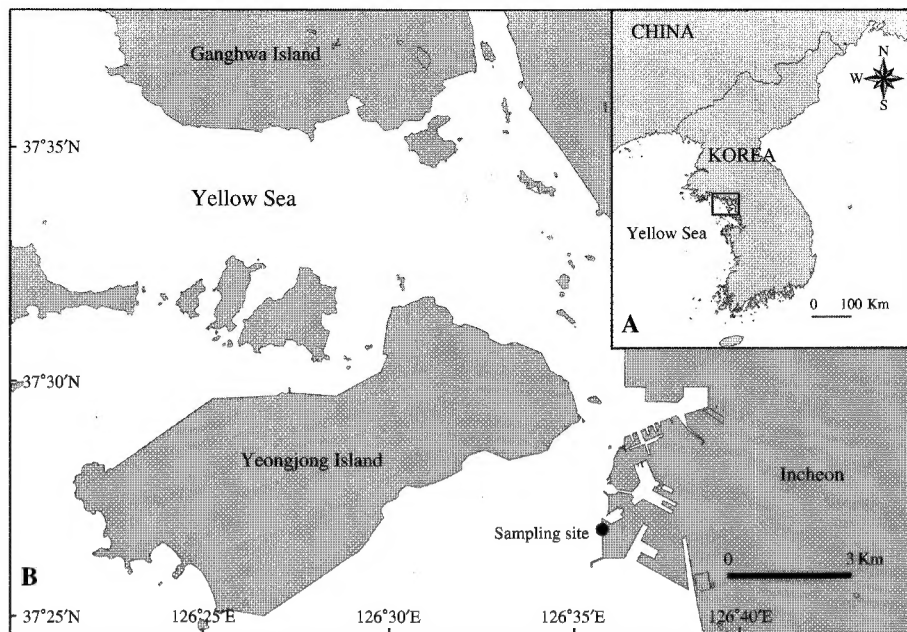 Ganghwa Island
37°35′N
Yellow Sea
37°30′N
Yeongjong Island
Incheon
Sampling site
0 3 Km
B
37°25′N
126°25′E
126°30′E
126°35′E
126°40′E
CHINA
N
W
S
KOREA
Yellow Sea
0 100 Km
A